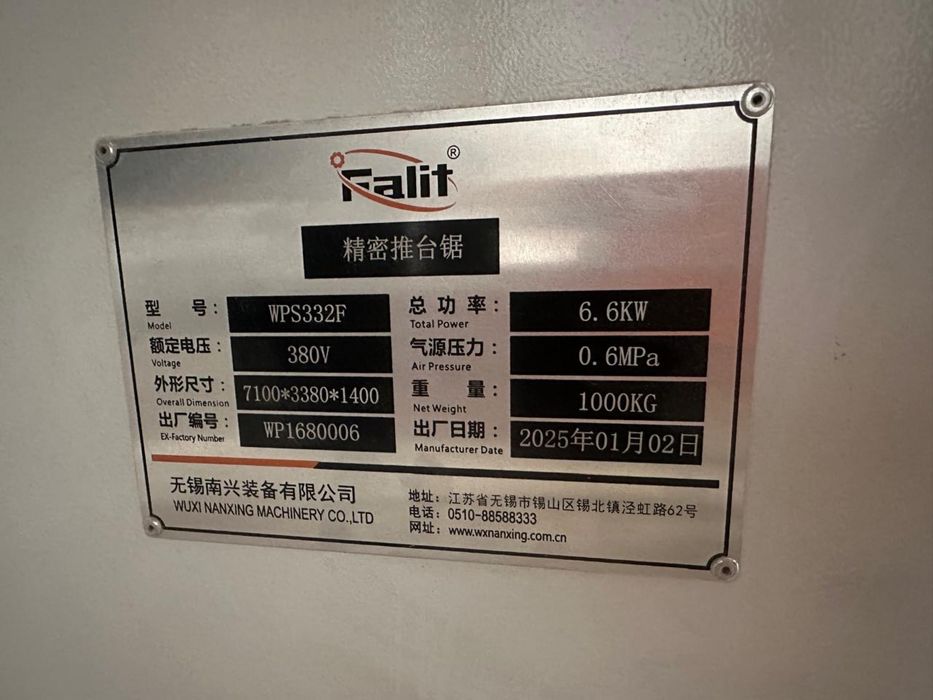 Falit®
精密推台锯
型 号： WPS332F
Model
额定电压： 380V
Voltage
外形尺寸： 7100*3380*1400
Overall Dimension
出厂编号： WP1680006
EX-Factory Number
总 功 率： 6.6KW
Total Power
气源压力： 0.6MPa
Air Pressure
重 量： 1000KG
Net Weight
出厂日期： 2025年01月02日
Manufacturer Date
无锡南兴装备有限公司
WUXI NANXING MACHINERY CO.,LTD
地址：江苏省无锡市锡山区锡北镇泾虹路62号
电话：0510-88588333
网址：www.wxnanxing.com.cn